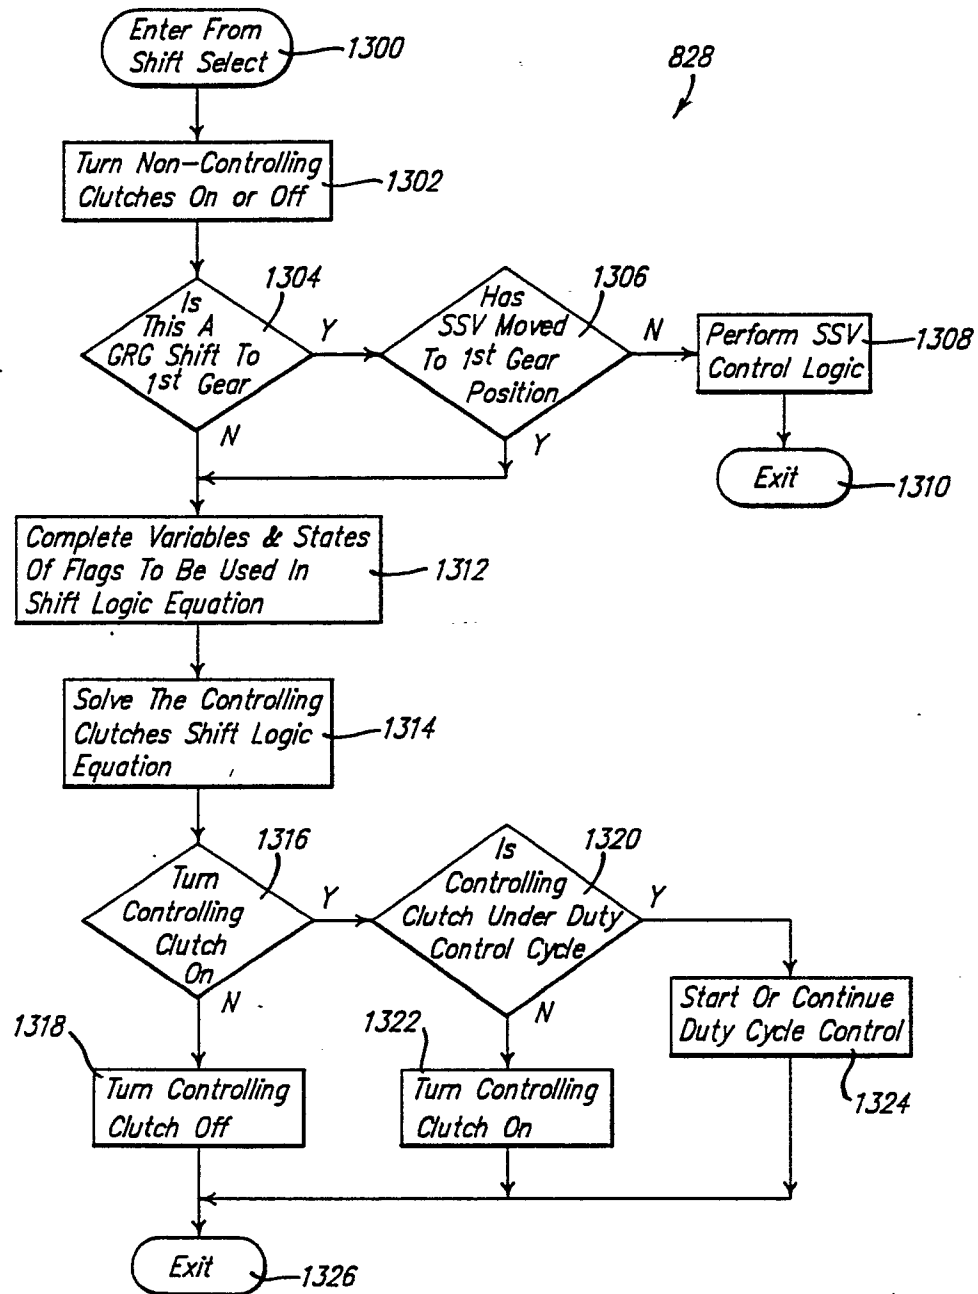 Enter From
Shift Select
1300
828
Turn Non-Controlling
Clutches On or Off
1302
Is
This A
GRG Shift To
1st Gear
1304
Y
N
Has
SSV Moved
To 1st Gear
Position
1306
N
Y
Perform SSV
Control Logic
1308
Exit
1310
Complete Variables & States
Of Flags To Be Used In
Shift Logic Equation
1312
Solve The Controlling
Clutches Shift Logic
Equation
1314
Turn
Controlling
Clutch
On
1316
Y
N
Is
Controlling
Clutch Under Duty
Control Cycle
1320
Y
N
Start Or Continue
Duty Cycle Control
1324
1318
Turn Controlling
Clutch Off
1322
Turn Controlling
Clutch On
Exit
1326